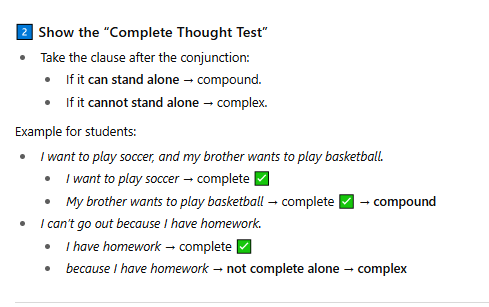 2 Show the “Complete Thought Test”
• Take the clause after the conjunction:
• If it can stand alone → compound.
• If it cannot stand alone → complex.
Example for students:
• I want to play soccer, and my brother wants to play basketball.
• I want to play soccer → complete ✅
• My brother wants to play basketball → complete ✅ → compound
• I can't go out because I have homework.
• I have homework → complete ✅
• because I have homework → not complete alone → complex